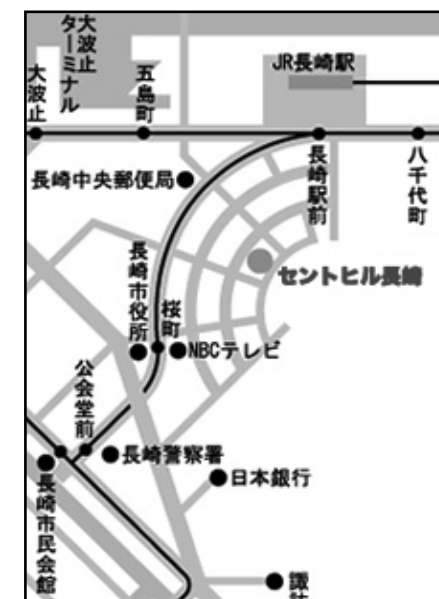 大波止
ターミナル
大波止
五島町
JR長崎駅
長崎中央郵便局
長崎駅前
八千代町
長崎市役所
桜町
セントヒル長崎
NBCテレビ
公会堂前
長崎警察署
日本銀行
長崎市民会館
諏